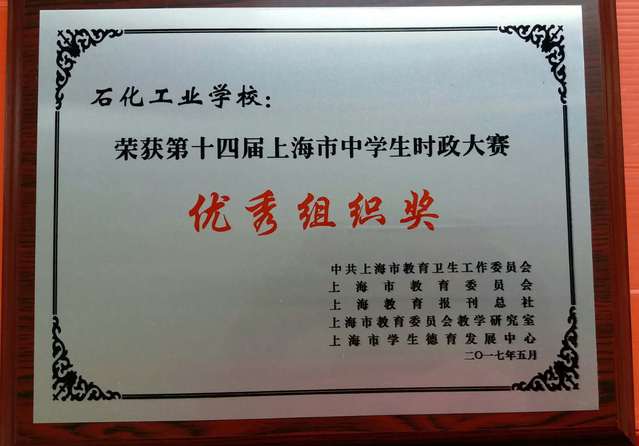 石化工业学校：
荣获第十四届上海市中学生时政大赛
优秀组织奖
中共上海市教育卫生工作委员会
上海市教育委员会
上海教育报刊总社
上海市教育委员会教学研究室
上海市学生德育发展中心
二〇一七年五月